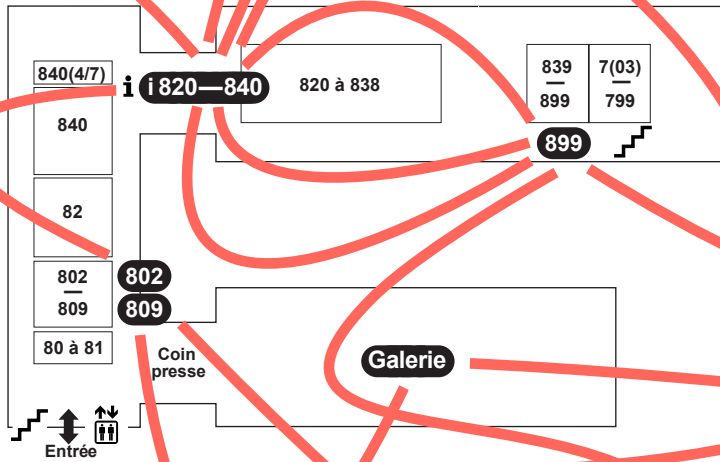 840(4/7)
840
82
802
809
80 à 81
i i 820—840
820 à 838
839
899
7(03)
799
899
802
809
Coin
presse
Galerie
Entrée